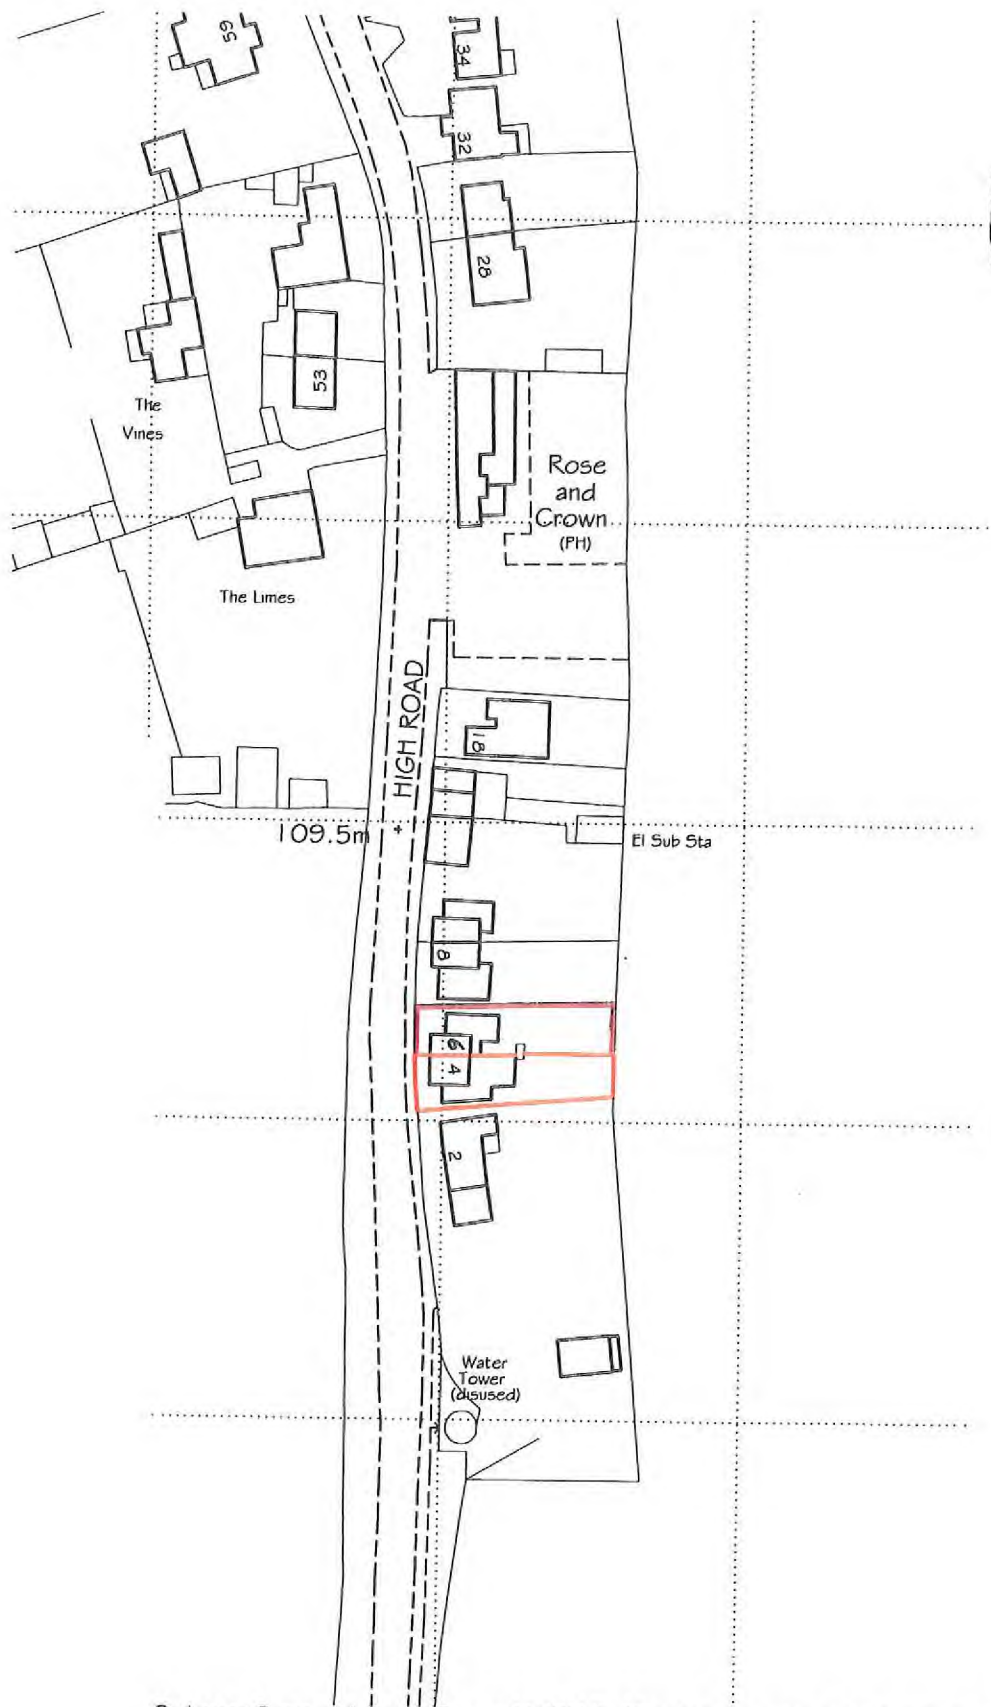 59
34
32
28
53
The
Vines
Rose
and
Crown
(PH)
The Limes
HIGH ROAD
18
109.5m
El Sub Sta
8
6
4
2
Water
Tower
(disused)